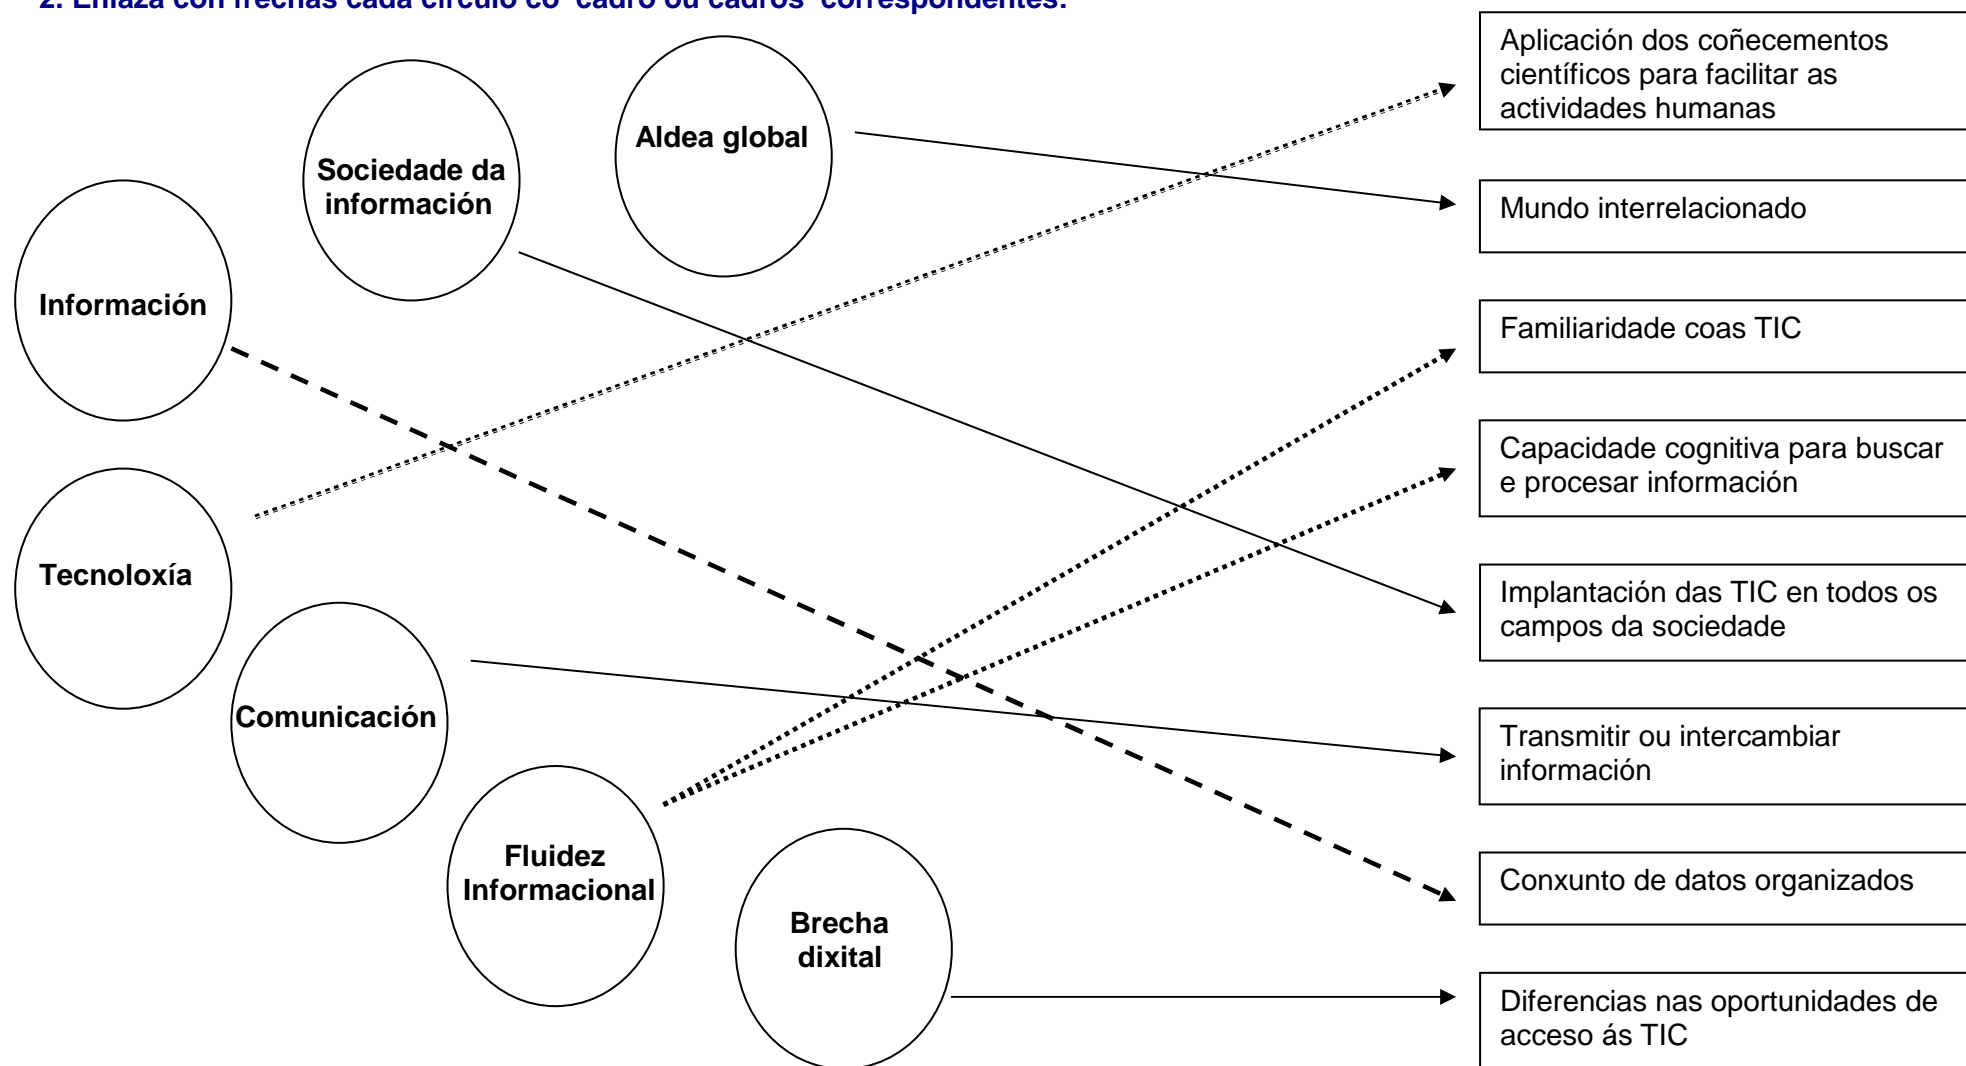 2. Enlaza con frechas cada círculo co cadro ou cadros correspondentes:
Aldea global
Sociedade da
información
Información
Tecnoloxía
Comunicación
Fluidez
Informacional
Brecha
dixital
Aplicación dos coñecementos
científicos para facilitar as
actividades humanas
Mundo interrelacionado
Familiaridade coas TIC
Capacidade cognitiva para buscar
e procesar información
Implantación das TIC en todos os
campos da sociedade
Transmitir ou intercambiar
información
Conxunto de datos organizados
Diferencias nas oportunidades de
acceso ás TIC